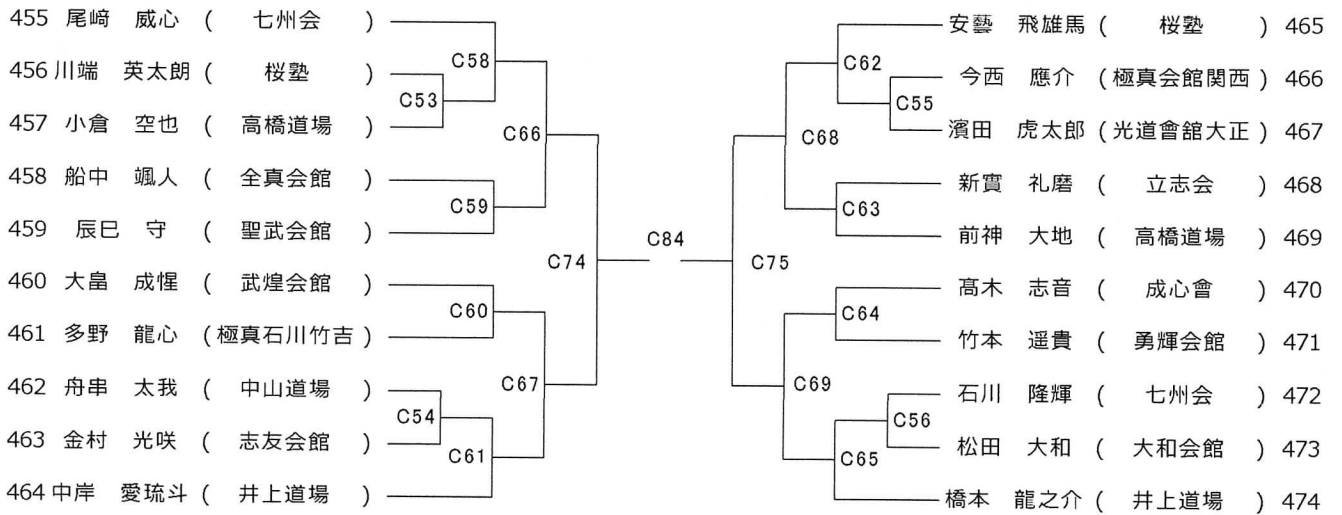 455 尾﨑 威心 ( 七州会 )
456 川端 英太朗 ( 桜塾 )
457 小倉 空也 ( 高橋道場 )
458 船中 颯人 ( 全真会館 )
459 辰巳 守 ( 聖武会館 )
460 大畠 成惺 ( 武煌会館 )
461 多野 龍心 ( 極真石川竹吉 )
462 舟串 太我 ( 中山道場 )
463 金村 光咲 ( 志友会館 )
464 中岸 愛琉斗 ( 井上道場 )
C53
C54
C58
C59
C60
C61
C66
C67
C74
C84
C75
C68
C69
C62
C63
C64
C65
C55
C56
安藝 飛雄馬 ( 桜塾 ) 465
今西 應介 ( 極真会館関西 ) 466
濱田 虎太郎 ( 光道會舘大正 ) 467
新實 礼磨 ( 立志会 ) 468
前神 大地 ( 高橋道場 ) 469
髙木 志音 ( 成心會 ) 470
竹本 遥貴 ( 勇輝会館 ) 471
石川 隆輝 ( 七州会 ) 472
松田 大和 ( 大和会館 ) 473
橋本 龍之介 ( 井上道場 ) 474